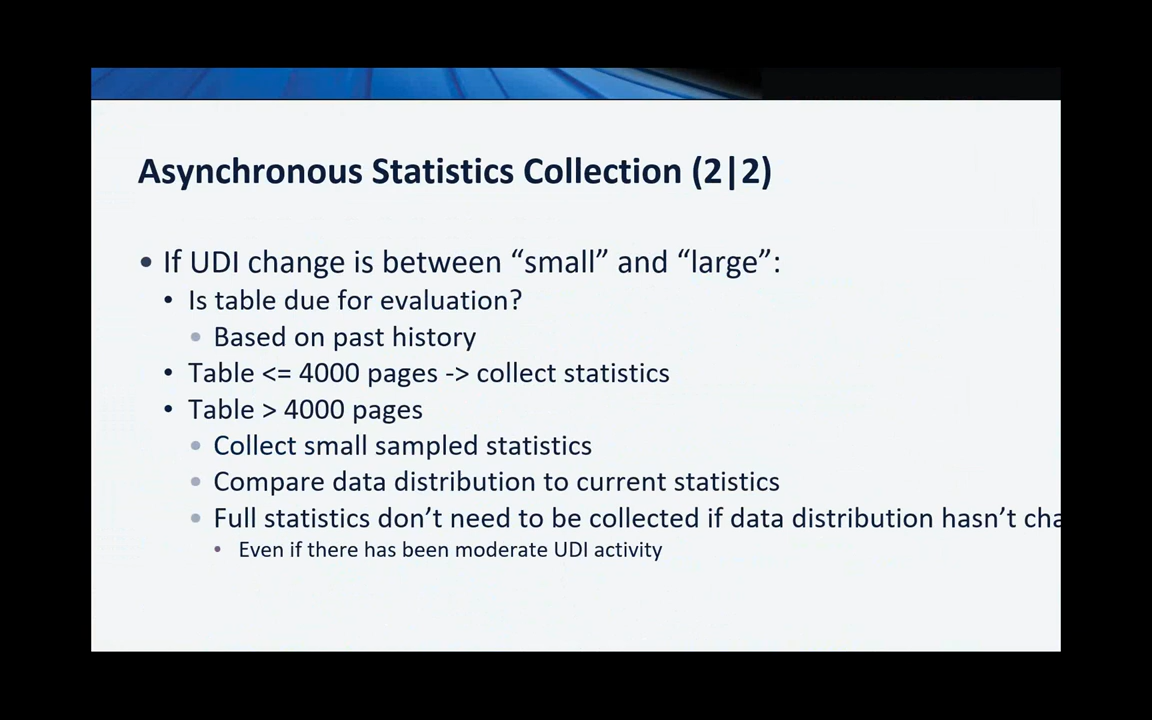 Asynchronous Statistics Collection (2|2)
• If UDI change is between “small” and “large”:
• Is table due for evaluation?
• Based on past history
• Table <= 4000 pages -> collect statistics
• Table > 4000 pages
• Collect small sampled statistics
• Compare data distribution to current statistics
• Full statistics don’t need to be collected if data distribution hasn’t
• Even if there has been moderate UDI activity